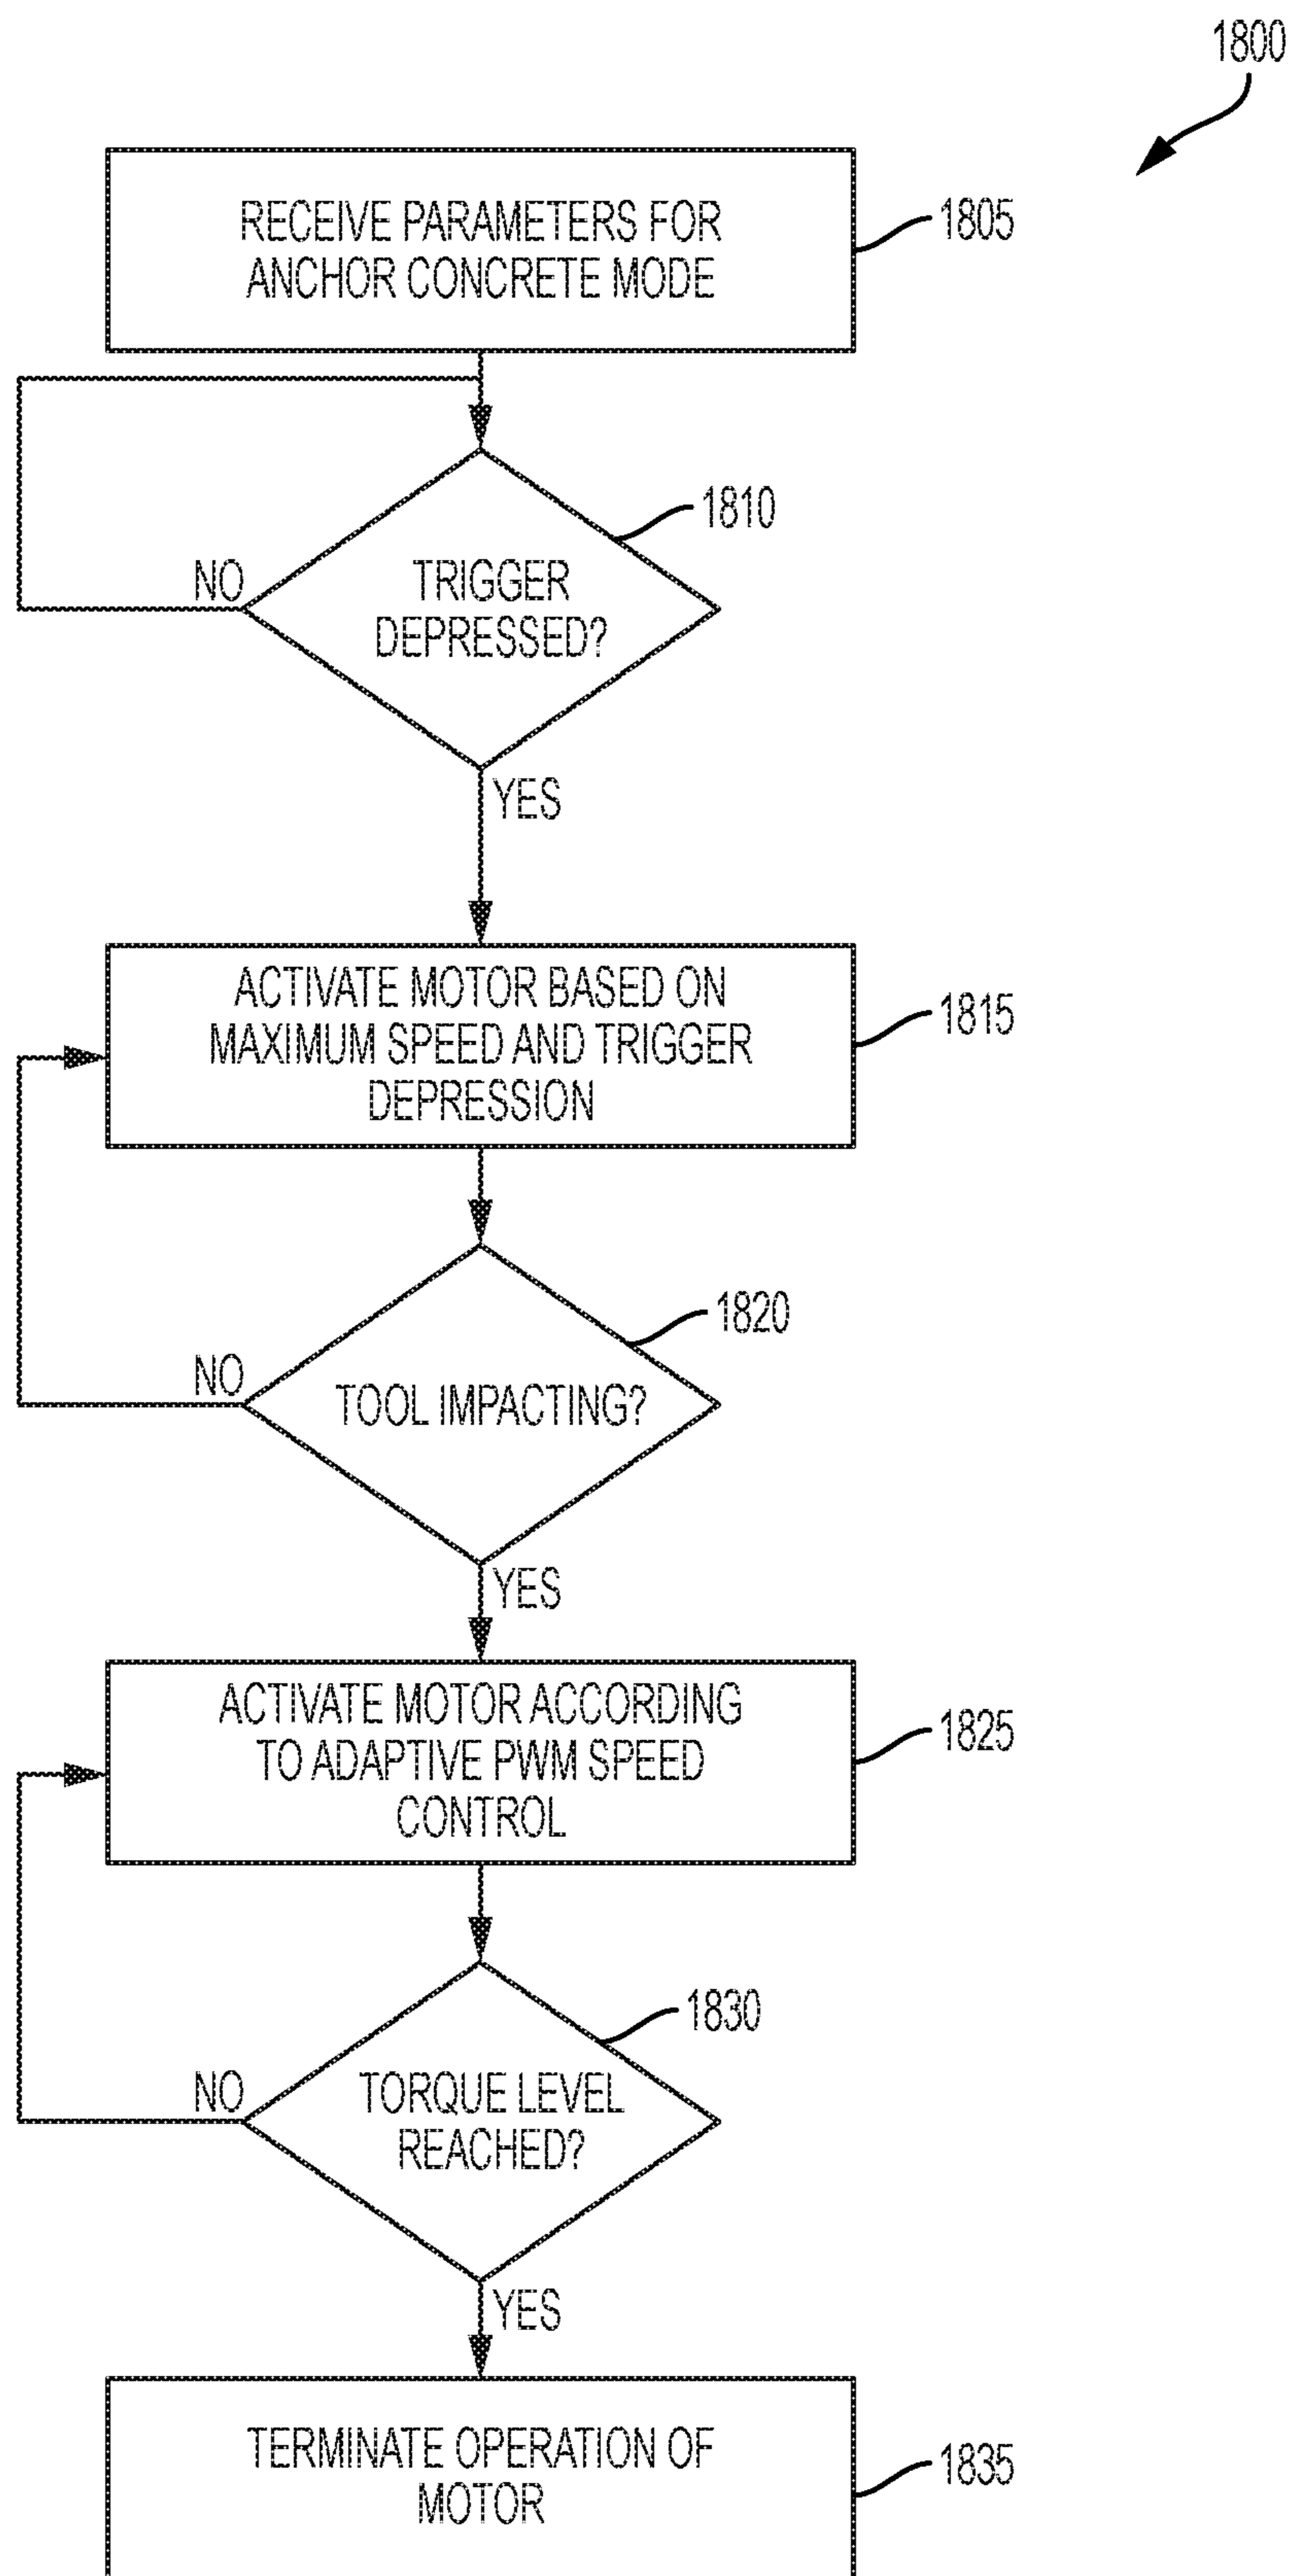 1800
RECEIVE PARAMETERS FOR
ANCHOR CONCRETE MODE
1805
1810
TRIGGER
DEPRESSED?
NO
YES
ACTIVATE MOTOR BASED ON
MAXIMUM SPEED AND TRIGGER
DEPRESSION
1815
1820
TOOL IMPACTING?
NO
YES
ACTIVATE MOTOR ACCORDING
TO ADAPTIVE PWM SPEED
CONTROL
1825
1830
TORQUE LEVEL
REACHED?
NO
YES
TERMINATE OPERATION OF
MOTOR
1835